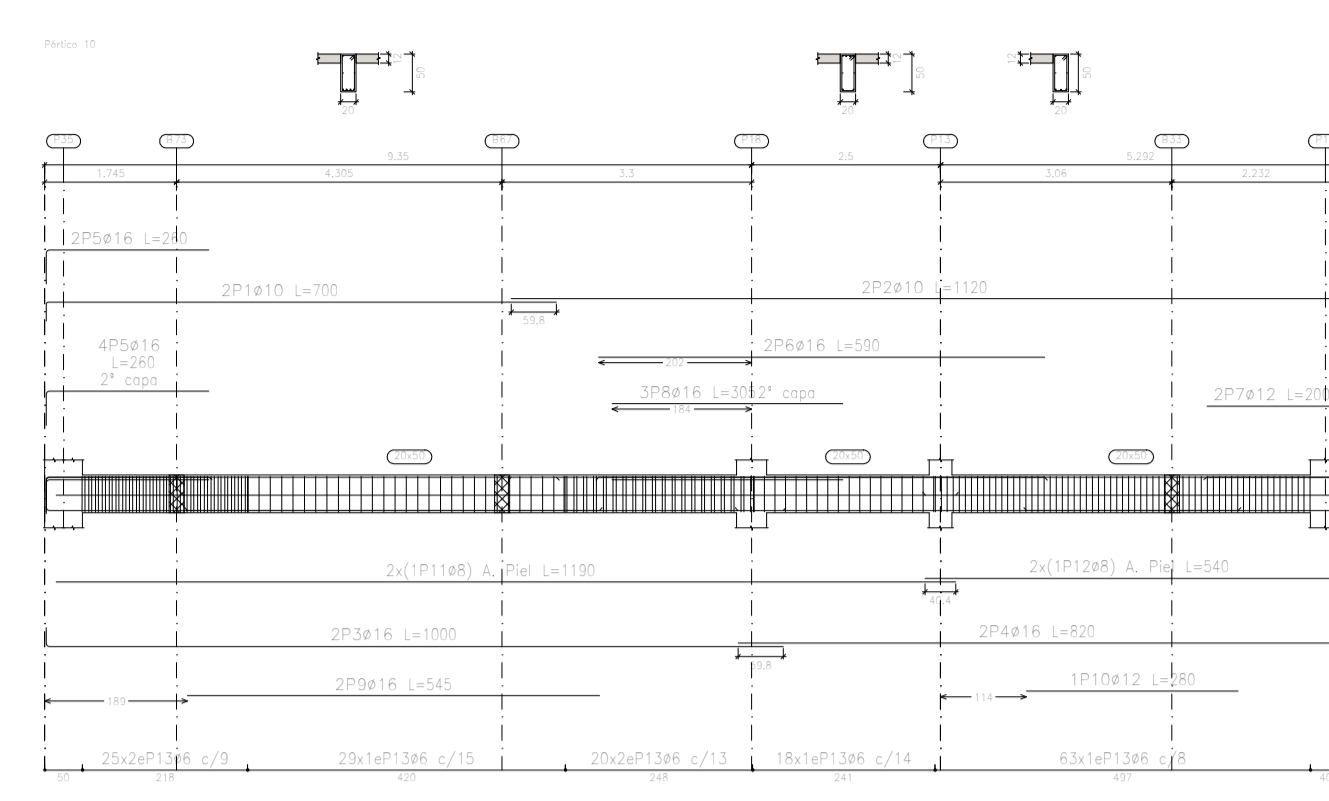 Pórtico 10
12
50
20
12
50
20
12
50
20
P35
B73
B67
P18
P13
B33
9.35
2.5
5.292
1.745
4.305
3.3
3.06
2.232
2P5ø16 L=260
2P1ø10 L=700
2P2ø10 L=1120
59.8
4P5ø16
L=260
2ª capa
2P6ø16 L=590
202
3P8ø16 L=305 2ª capa
184
2P7ø12 L=200
20x50
20x50
20x50
2x(1P11ø8) A. Piel L=1190
2x(1P12ø8) A. Piel L=540
40.4
2P3ø16 L=1000
2P4ø16 L=820
59.8
2P9ø16 L=545
1P10ø12 L=280
189
114
25x2eP13ø6 c/9
29x1eP13ø6 c/15
20x2eP13ø6 c/13
18x1eP13ø6 c/14
63x1eP13ø6 c/8
50
218
420
248
241
497